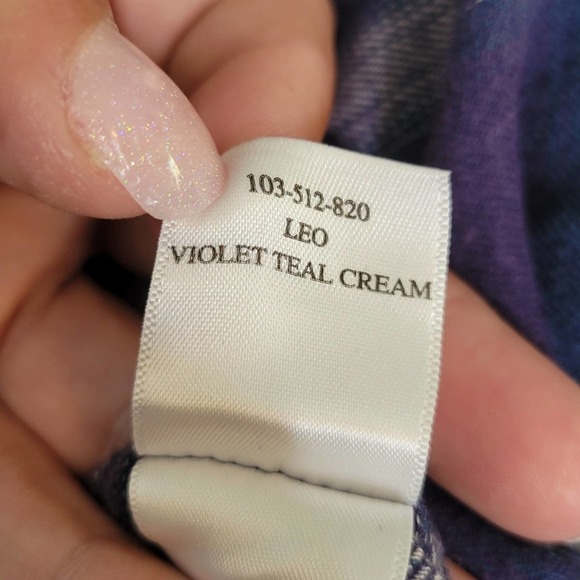 103-512-820
LEO
VIOLET TEAL CREAM